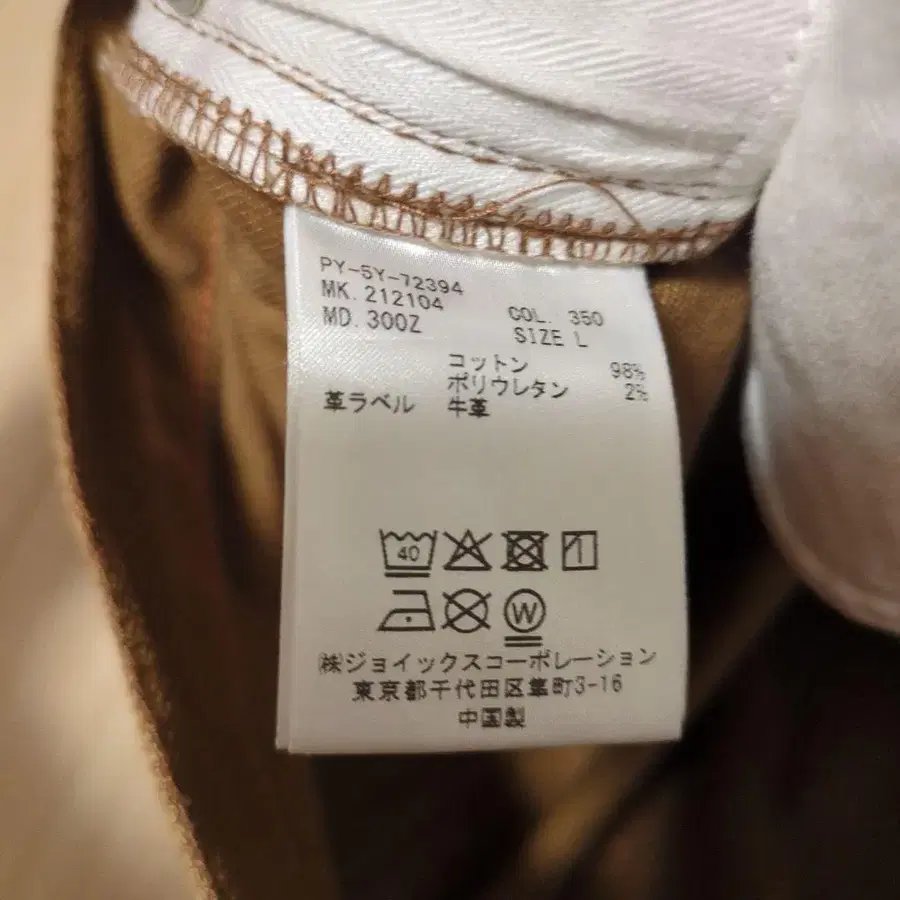 PY-5Y-72394
MK. 212104
MD. 300Z
COL. 350
SIZE L
コットン 98%
ポリウレタン 2%
革ラベル 牛革
40
W
㈱ジョイックスコーポレーション
東京都千代田区隼町3-16
中国製